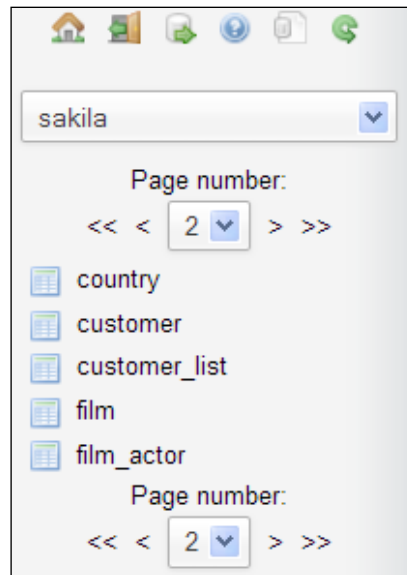 sakila
Page number:
<< < 2 > >>
country
customer
customer_list
film
film_actor
Page number:
<< < 2 > >>